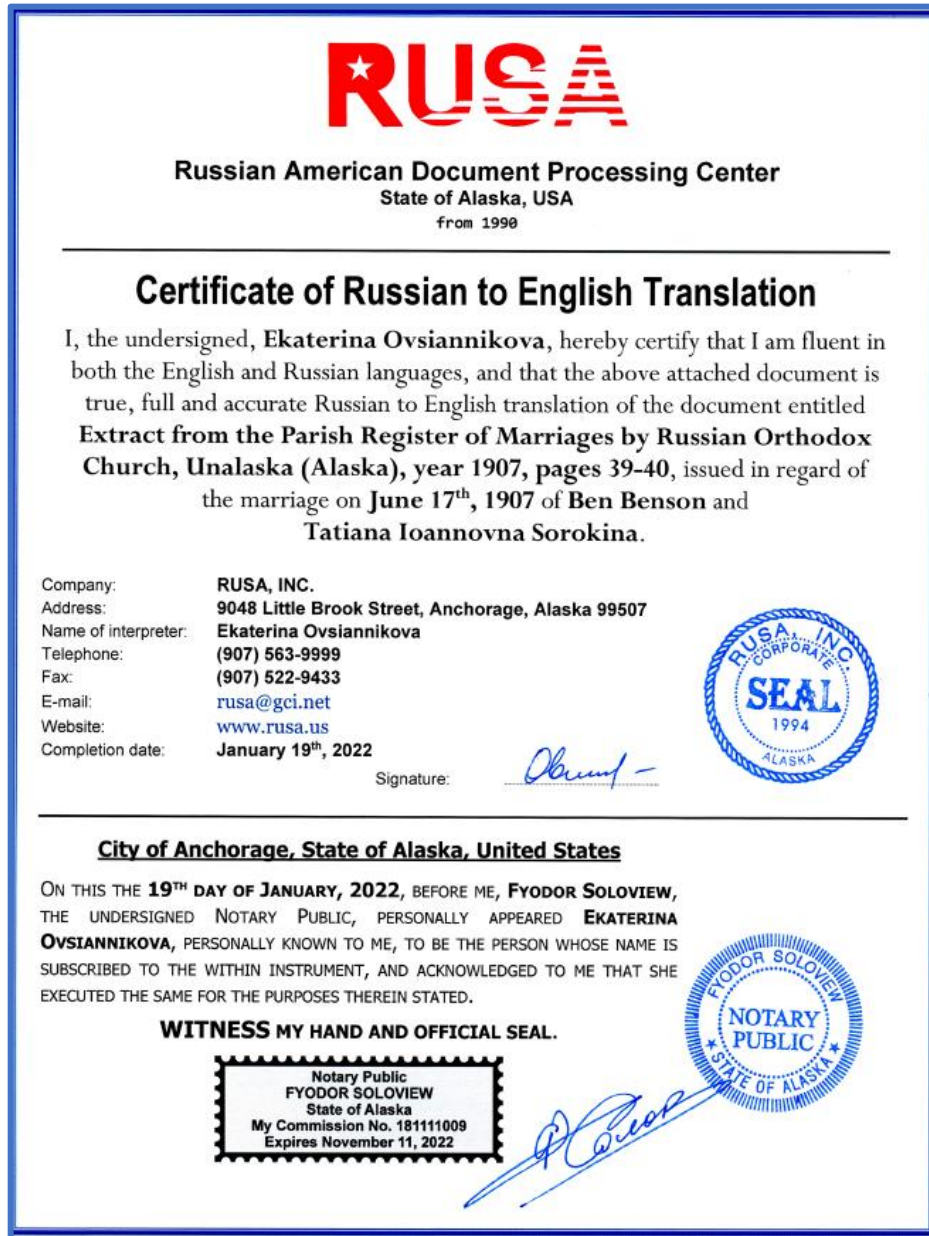 RUSA
Russian American Document Processing Center
State of Alaska, USA
from 1990
Certificate of Russian to English Translation
I, the undersigned, Ekaterina Ovsiannikova, hereby certify that I am fluent in
both the English and Russian languages, and that the above attached document is
true, full and accurate Russian to English translation of the document entitled
Extract from the Parish Register of Marriages by Russian Orthodox
Church, Unalaska (Alaska), year 1907, pages 39-40, issued in regard of
the marriage on June 17th, 1907 of Ben Benson and
Tatiana Ioannovna Sorokina.
Company: RUSA, INC.
Address: 9048 Little Brook Street, Anchorage, Alaska 99507
Name of interpreter: Ekaterina Ovsiannikova
Telephone: (907) 563-9999
Fax: (907) 522-9433
E-mail: rusa@gci.net
Website: www.rusa.us
Completion date: January 19th, 2022
Signature:
RUSA, INC.
CORPORATE
SEAL
1994
ALASKA
City of Anchorage, State of Alaska, United States
ON THIS THE 19TH DAY OF JANUARY, 2022, BEFORE ME, FYODOR SOLOVIEW,
THE UNDERSIGNED NOTARY PUBLIC, PERSONALLY APPEARED EKATERINA
OVSIANNIKOVA, PERSONALLY KNOWN TO ME, TO BE THE PERSON WHOSE NAME IS
SUBSCRIBED TO THE WITHIN INSTRUMENT, AND ACKNOWLEDGED TO ME THAT SHE
EXECUTED THE SAME FOR THE PURPOSES THEREIN STATED.
WITNESS MY HAND AND OFFICIAL SEAL.
FYODOR SOLOVIEW
NOTARY
PUBLIC
STATE OF ALASKA
Notary Public
FYODOR SOLOVIEW
State of Alaska
My Commission No. 181111009
Expires November 11, 2022